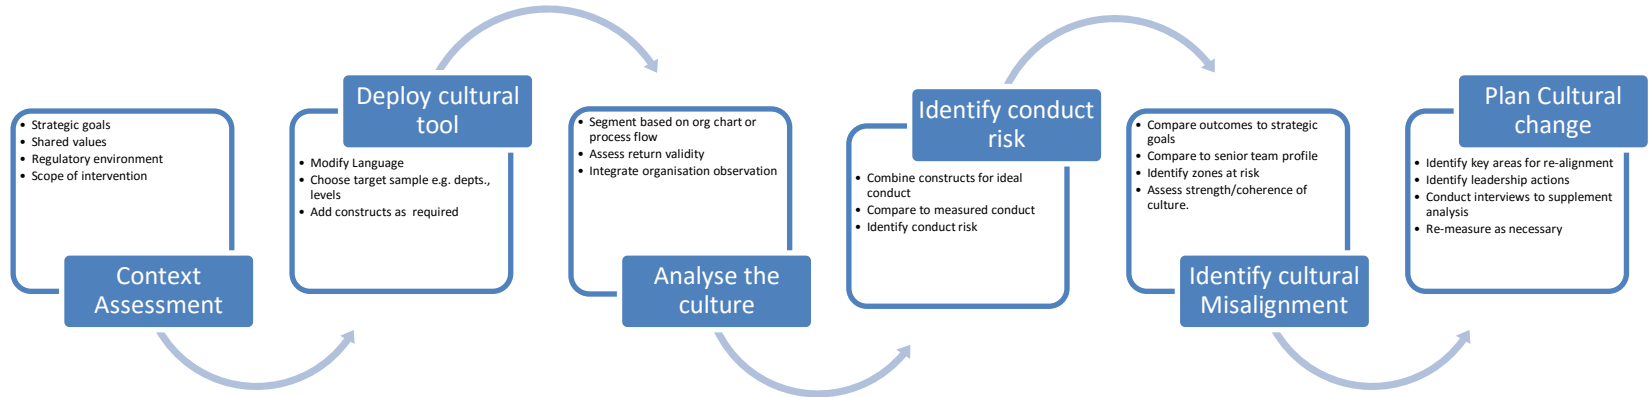 • Strategic goals
• Shared values
• Regulatory environment
• Scope of intervention
Context
Assessment
Deploy cultural
tool
• Modify Language
• Choose target sample e.g. depts.,
levels
• Add constructs as required
• Segment based on org chart or
process flow
• Assess return validity
• Integrate organisation observation
Analyse the
culture
Identify conduct
risk
• Combine constructs for ideal
conduct
• Compare to measured conduct
• Identify conduct risk
• Compare outcomes to strategic
goals
• Compare to senior team profile
• Identify zones at risk
• Assess strength/coherence of
culture.
Identify cultural
Misalignment
Plan Cultural
change
• Identify key areas for re-alignment
• Identify leadership actions
• Conduct interviews to supplement
analysis
• Re-measure as necessary